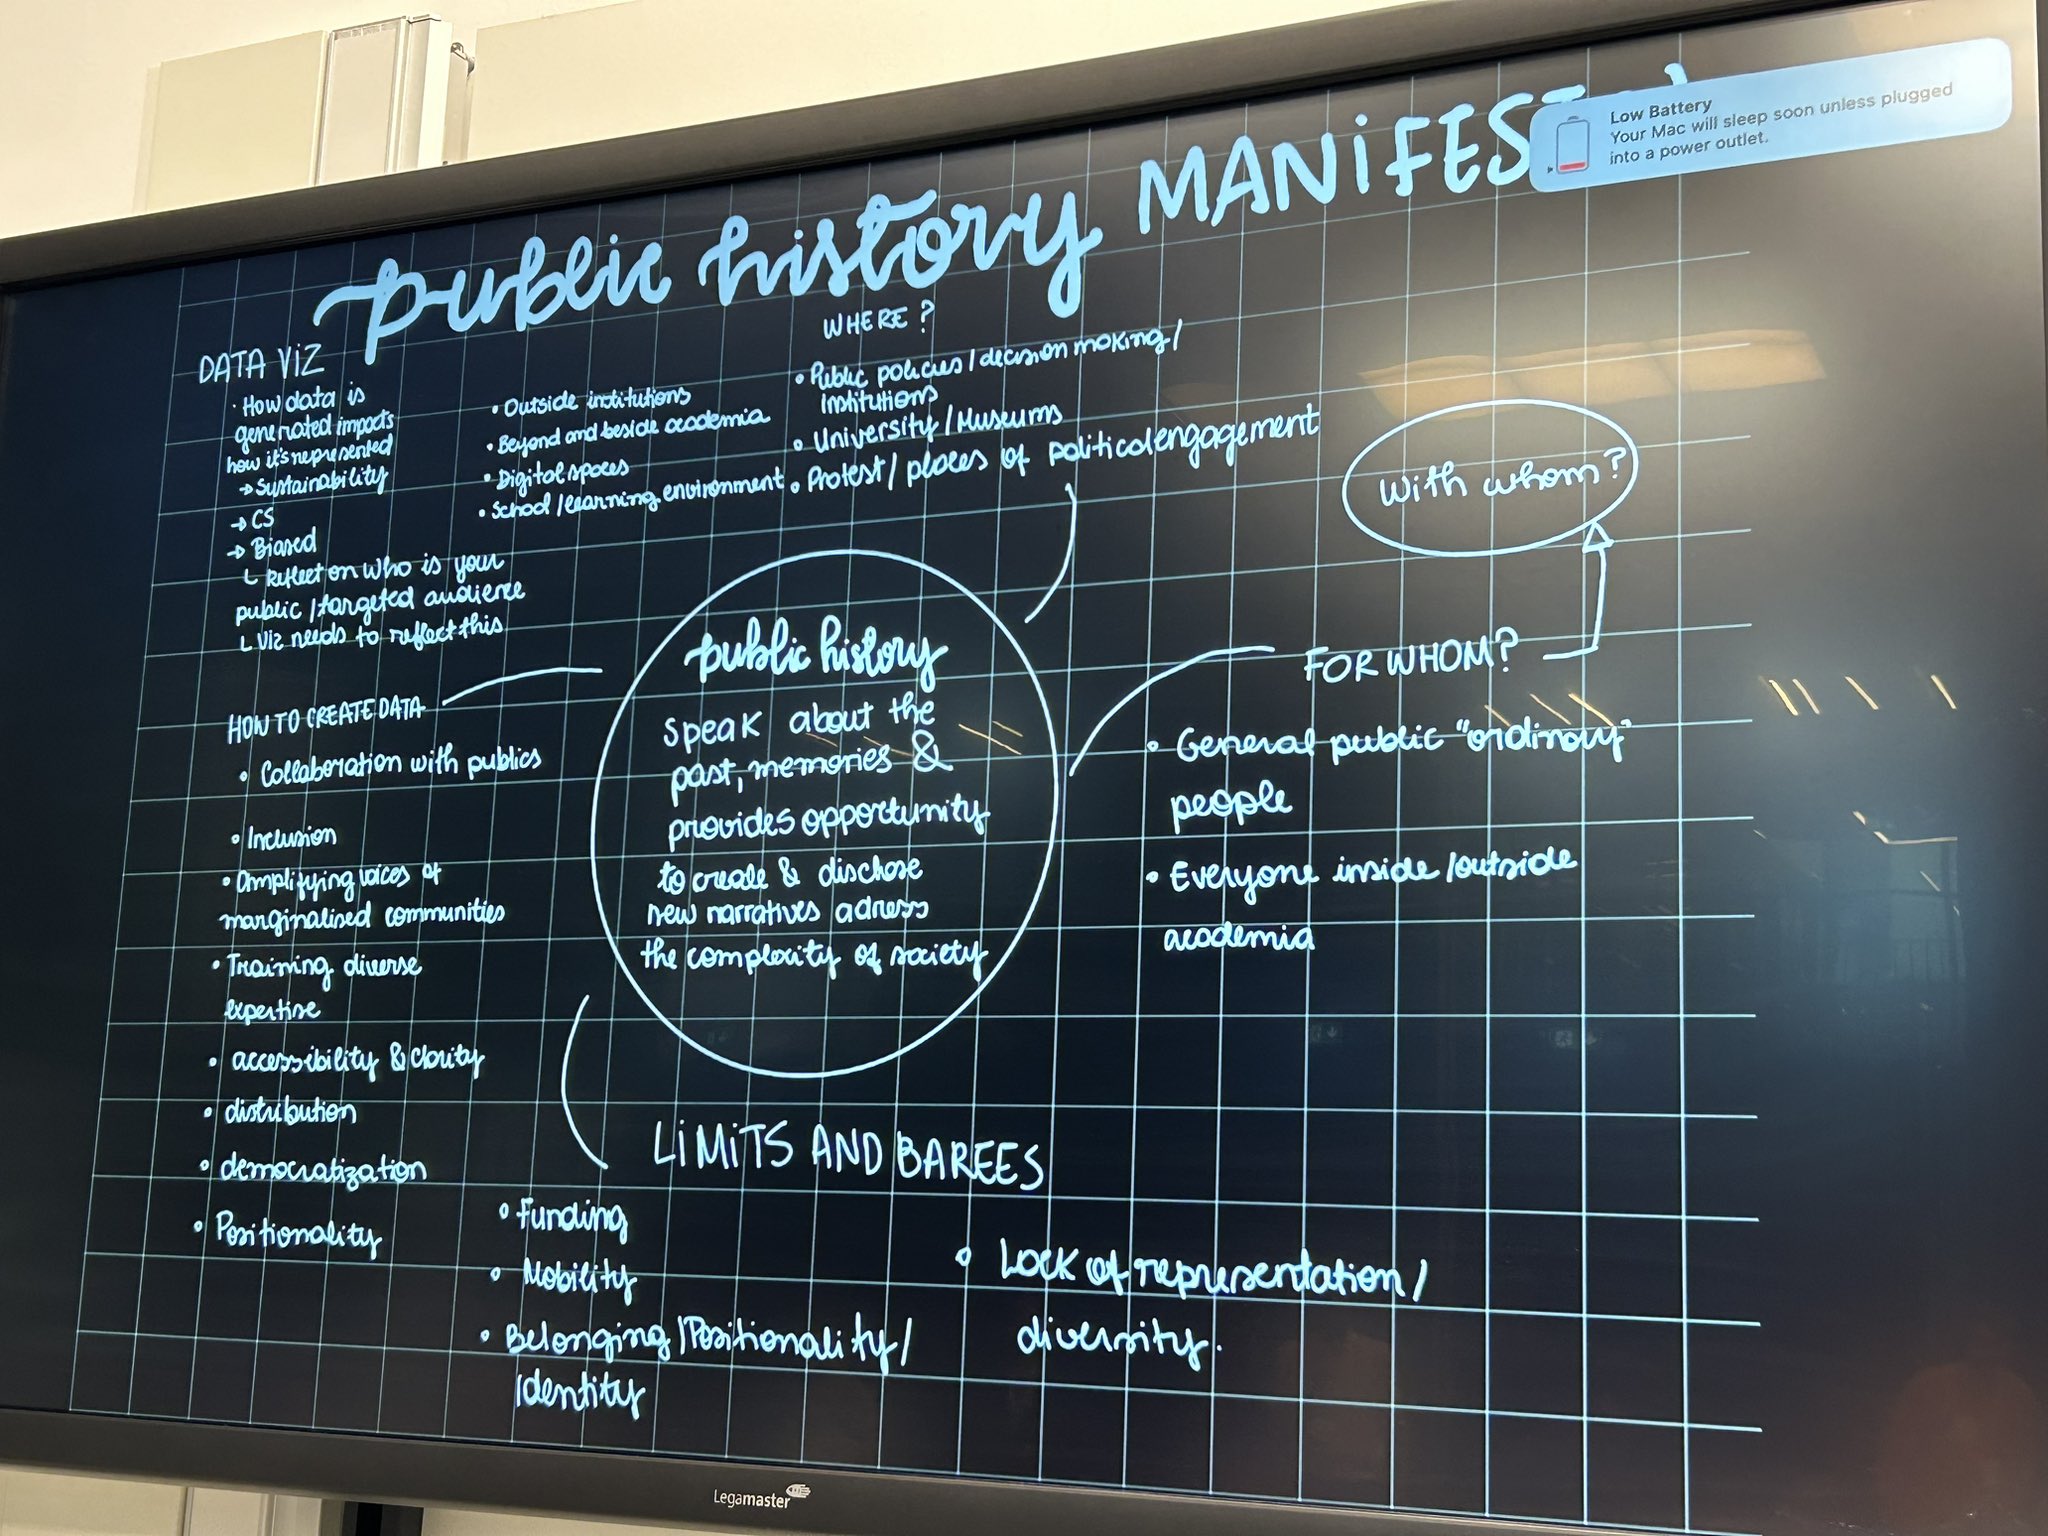 public history MANIFES
Low Battery
Your Mac will sleep soon unless plugged
into a power outlet.
DATA VIZ
• How data is
generated impacts
how it's represented
→ Sustainability
→ CS
→ Biased
↳ Reflect on who is your
public / targeted audience
↳ Viz needs to reflect this
WHERE?
• Outside institutions
• Beyond and beside academia
• Digital spaces
• School / learning environment
• Public policies / decision making /
institutions
• University / Museums
• Protest / places of political engagement
With whom?
FOR WHOM?
• General public "ordinary"
people
• Everyone inside / outside
academia
public history
speak about the
past, memories &
provides opportunity
to create & disclose
new narratives adress
the complexity of society
HOW TO CREATE DATA
• Collaboration with publics
• Inclusion
• Amplifying voices of
marginalised communities
• Training diverse
expertise
• accessibility & clarity
• distribution
• democratization
• Positionality
LIMITS AND BAREES
• Funding
• Mobility
• Belonging / Positionality /
Identity
• Lack of representation /
diversity.
Legamaster